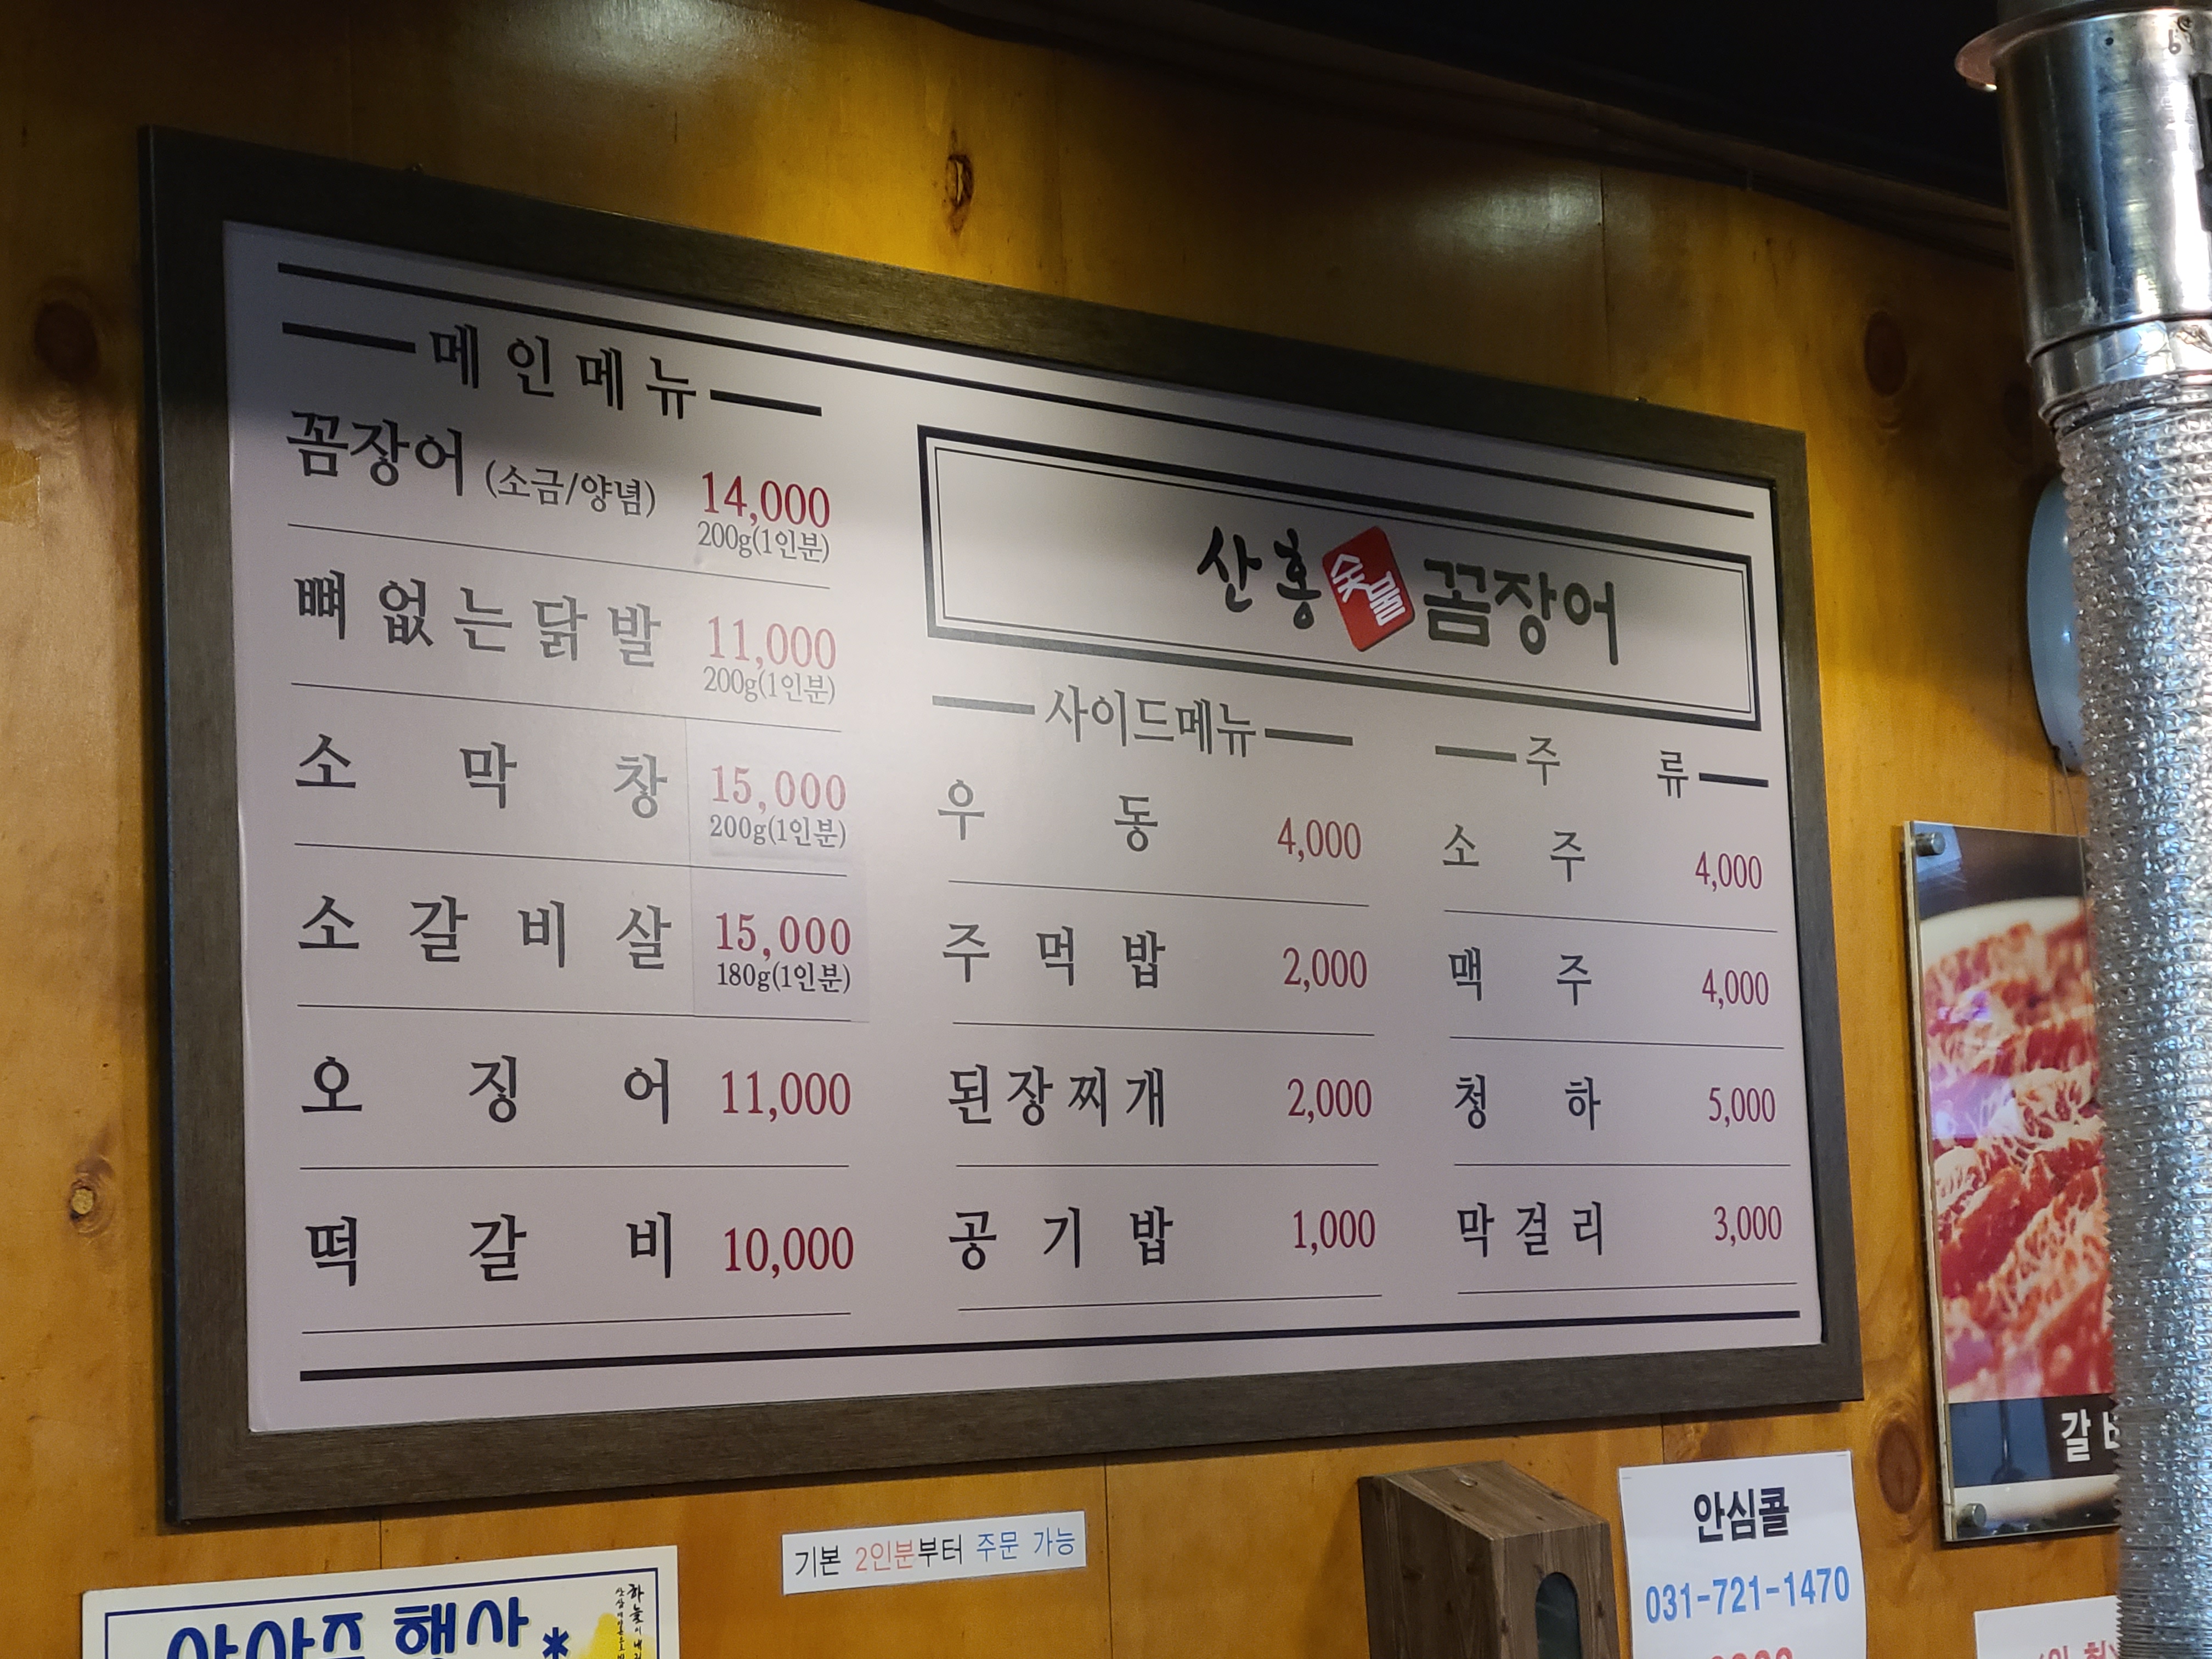 메인메뉴
꼼장어 (소금/양념) 14,000
200g(1인분)
뼈없는닭발 11,000
200g(1인분)
소막창 15,000
200g(1인분)
소갈비살 15,000
180g(1인분)
오징어 11,000
떡갈비 10,000
산홍숯불꼼장어
사이드메뉴
우동 4,000
주먹밥 2,000
된장찌개 2,000
공기밥 1,000
주류
소주 4,000
맥주 4,000
청하 5,000
막걸리 3,000
갈
기본 2인분부터 주문 가능
안심콜
031-721-1470
행사*